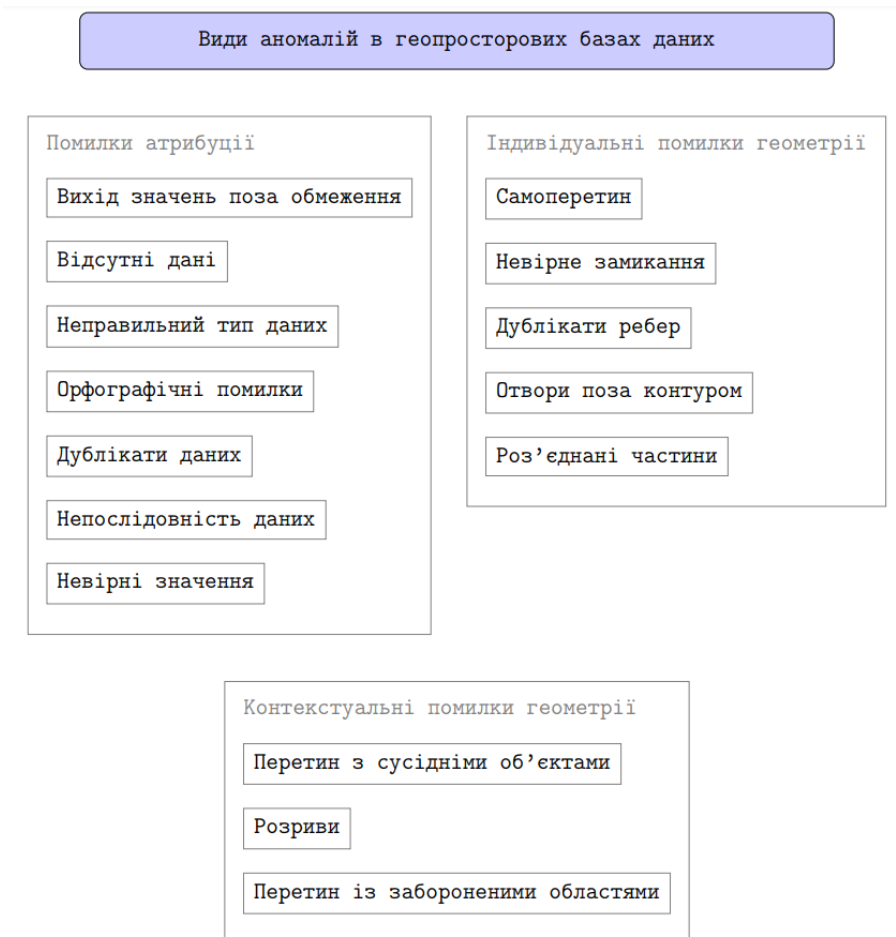 Види аномалій в геопросторових базах даних
Помилки атрибуції
Вихід значень поза обмеження
Відсутні дані
Неправильний тип даних
Орфографічні помилки
Дублікати даних
Непослідовність даних
Невірні значення
Індивідуальні помилки геометрії
Самоперетин
Невірне замикання
Дублікати ребер
Отвори поза контуром
Роз’єднані частини
Контекстуальні помилки геометрії
Перетин з сусідніми об’єктами
Розриви
Перетин із забороненими областями